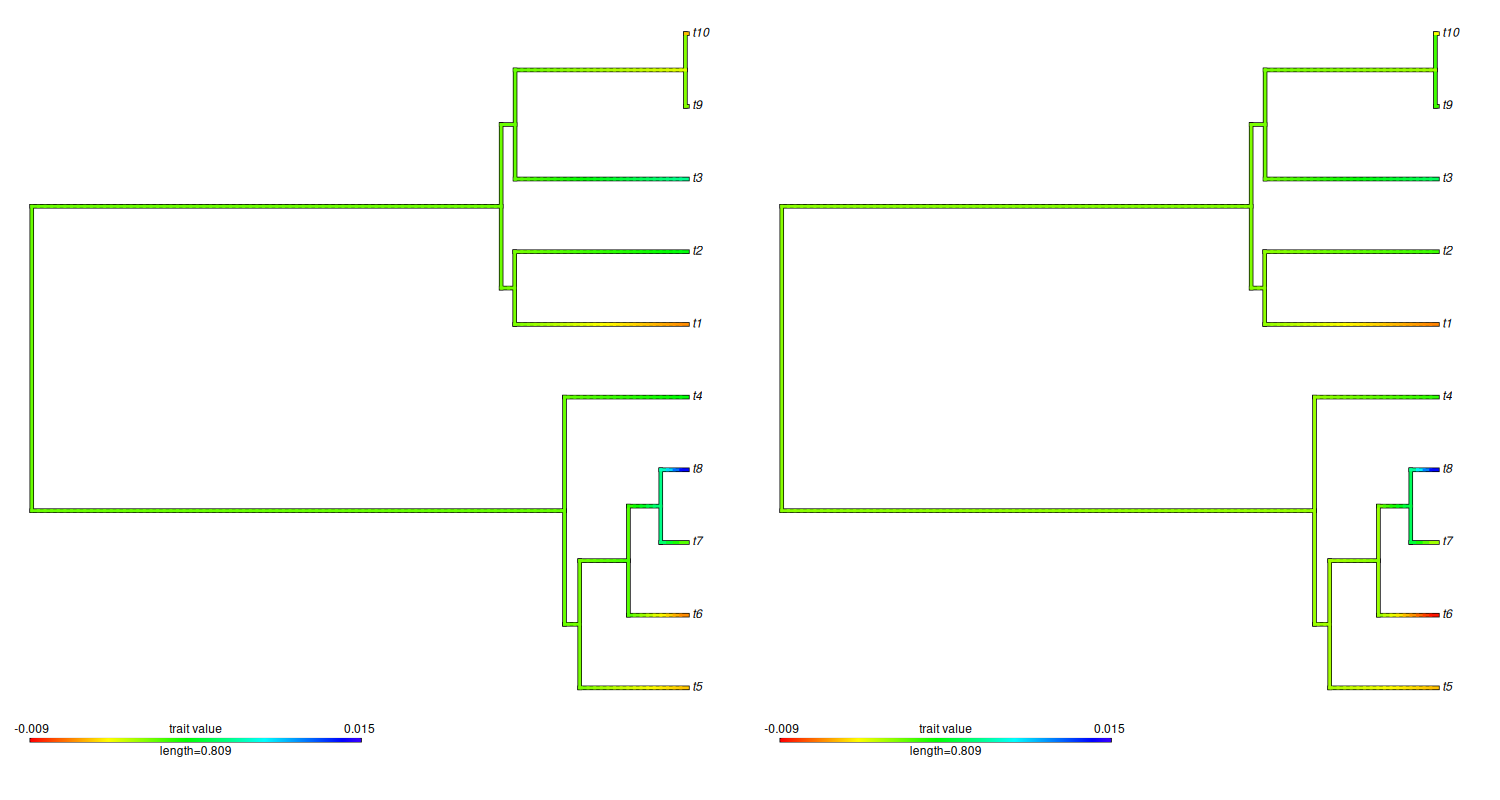 t10
t9
t3
t2
t1
t4
t8
t7
t6
t5
-0.009 trait value 0.015
length=0.809
t10
t9
t3
t2
t1
t4
t8
t7
t6
t5
-0.009 trait value 0.015
length=0.809